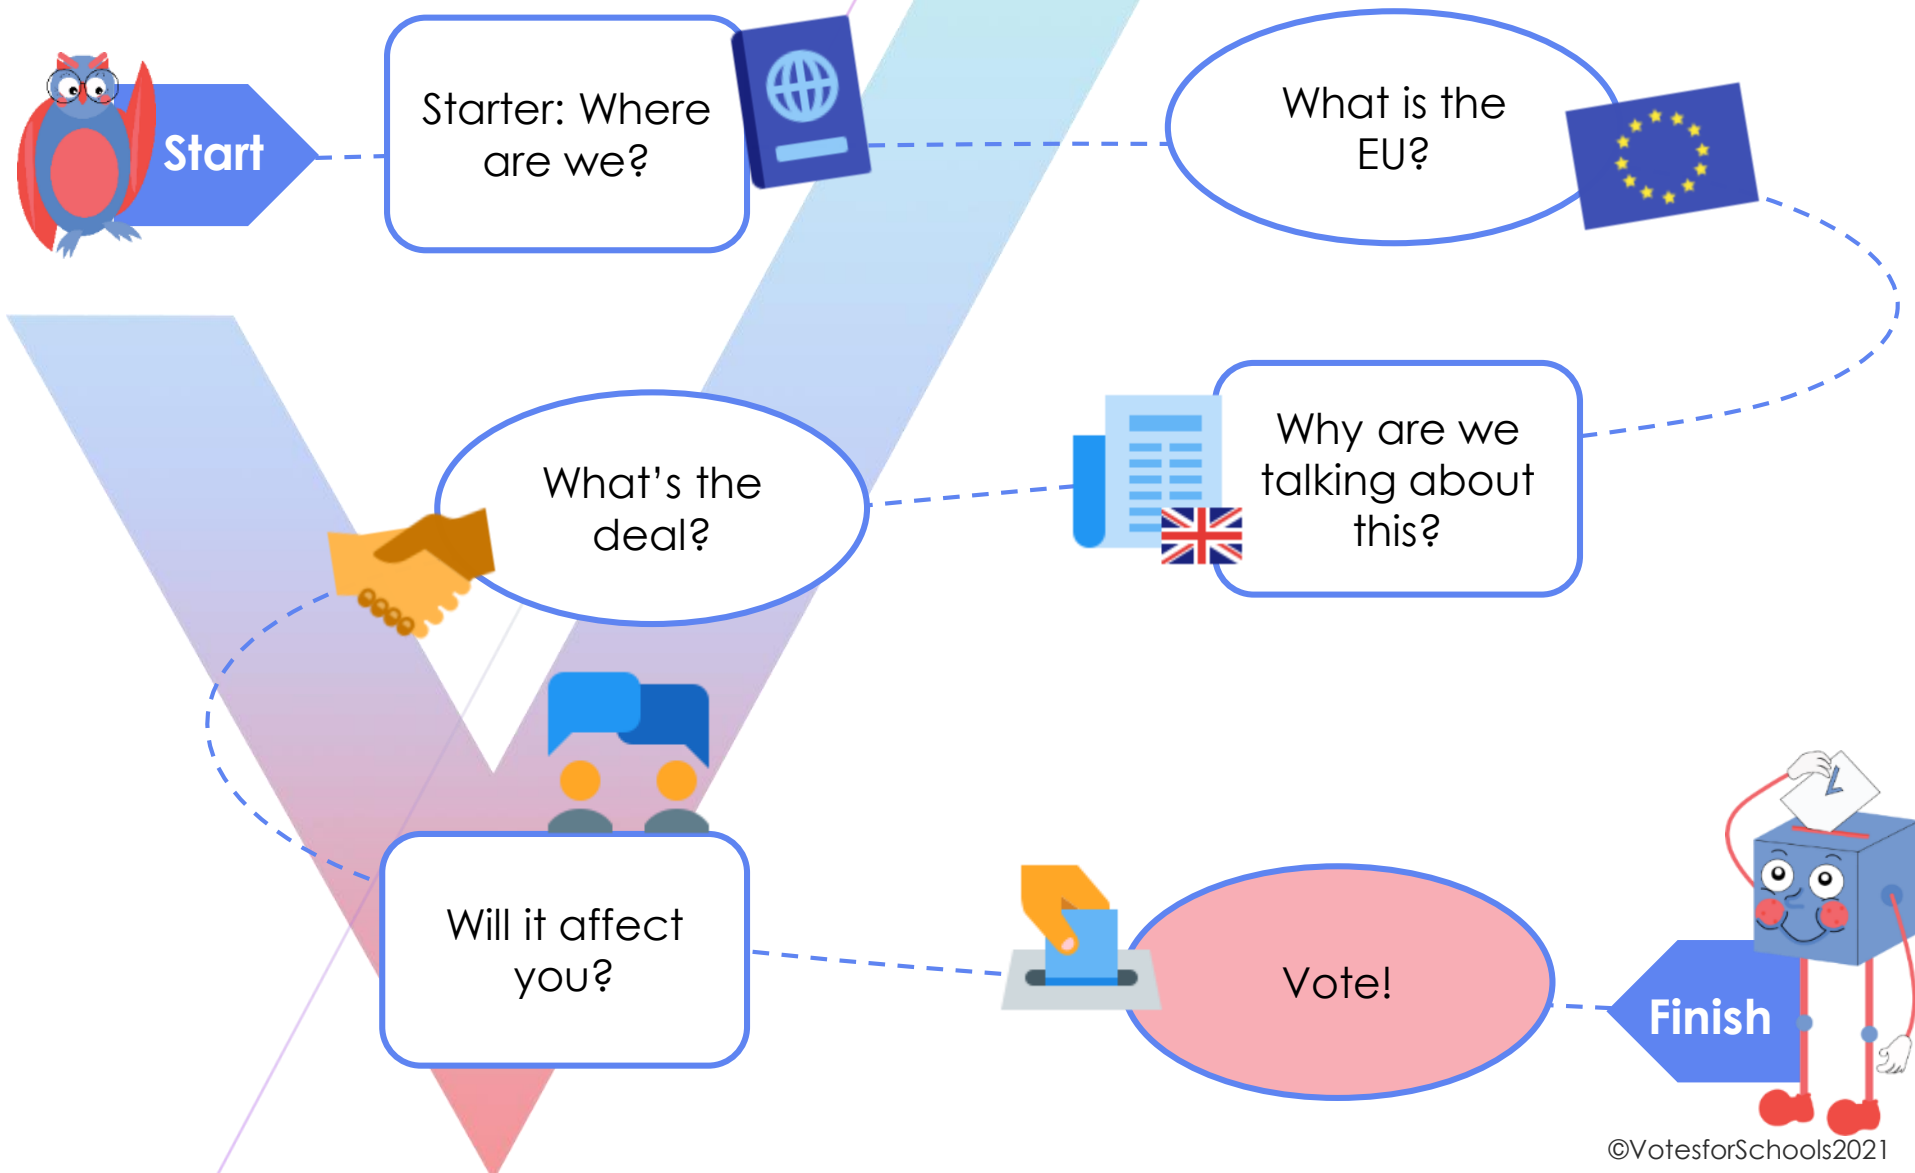 Start
Starter: Where
are we?
What is the
EU?
Why are we
talking about
this?
What’s the
deal?
Will it affect
you?
Vote!
Finish
©VotesforSchools2021